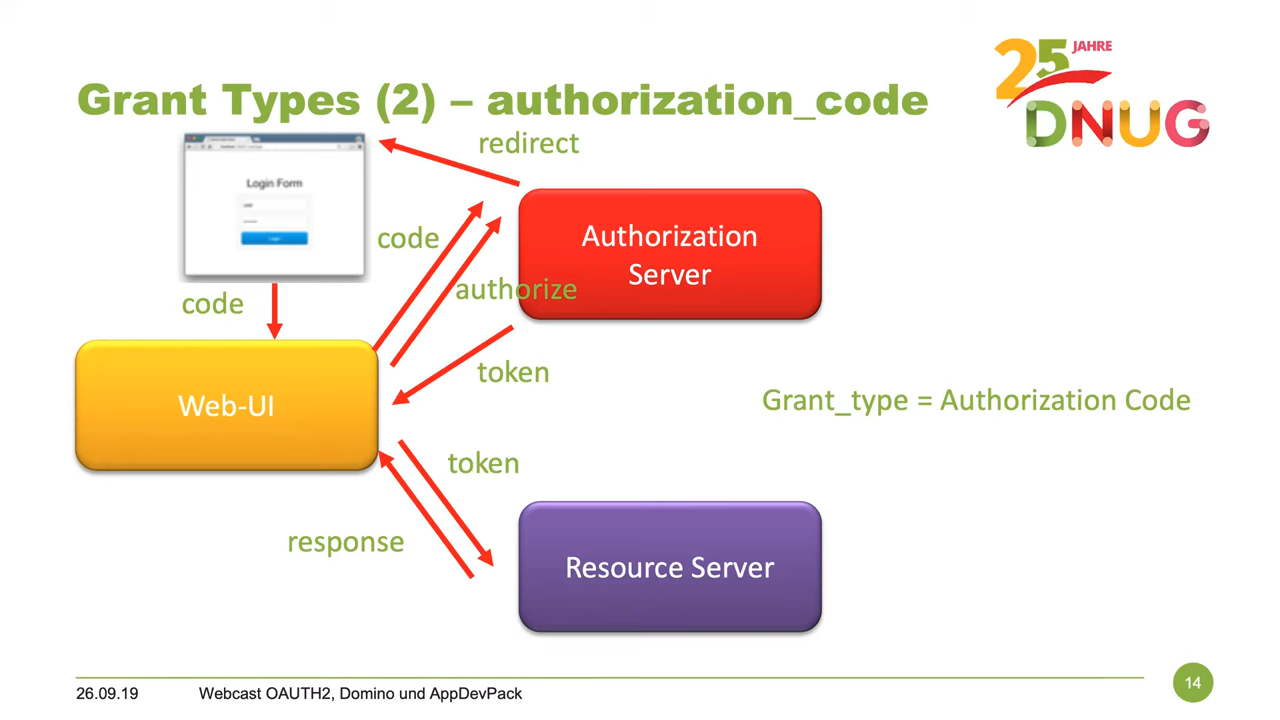 25 JAHRE
DNUG
Grant Types (2) – authorization_code
redirect
Login Form
Login
Authorization
Server
code
authorize
code
token
Web-UI
Grant_type = Authorization Code
token
response
Resource Server
26.09.19
Webcast OAUTH2, Domino und AppDevPack
14